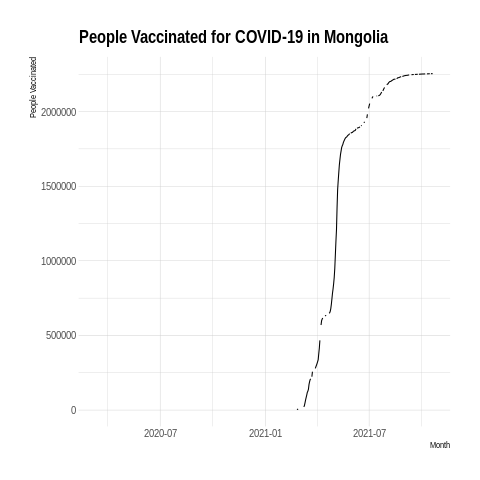 People Vaccinated for COVID-19 in Mongolia
People Vaccinated
2000000
1500000
1000000
500000
0
2020-07 2021-01 2021-07
Month